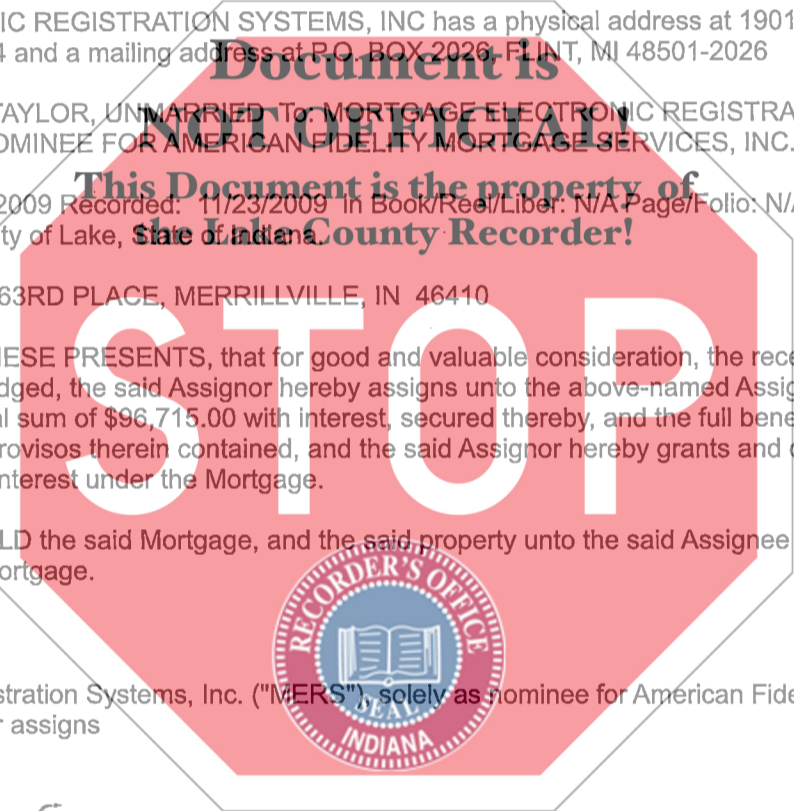 IC REGISTRATION SYSTEMS, INC has a physical address at 1901
4 and a mailing address at P.O. BOX 2026, FLINT, MI 48501-2026
Document is
TAYLOR, UNMARRIED To: MORTGAGE ELECTRONIC REGISTRA
NOT OFFICIAL!
OMINEE FOR AMERICAN FIDELITY MORTGAGE SERVICES, INC.
This Document is the property of
2009 Recorded: 11/23/2009 in Book/Reel/Liber: N/A Page/Folio: N/
ty of Lake, State of Indiana.
the Lake County Recorder!
63RD PLACE, MERRILLVILLE, IN 46410
STOP
HESE PRESENTS, that for good and valuable consideration, the rece
dged, the said Assignor hereby assigns unto the above-named Assig
al sum of $96,715.00 with interest, secured thereby, and the full bene
rovisos therein contained, and the said Assignor hereby grants and
nterest under the Mortgage.
LD the said Mortgage, and the said property unto the said Assignee
ortgage.
RECORDER'S OFFICE
stration Systems, Inc. ("MERS"), solely as nominee for American Fide
r assigns
SEAL
INDIANA